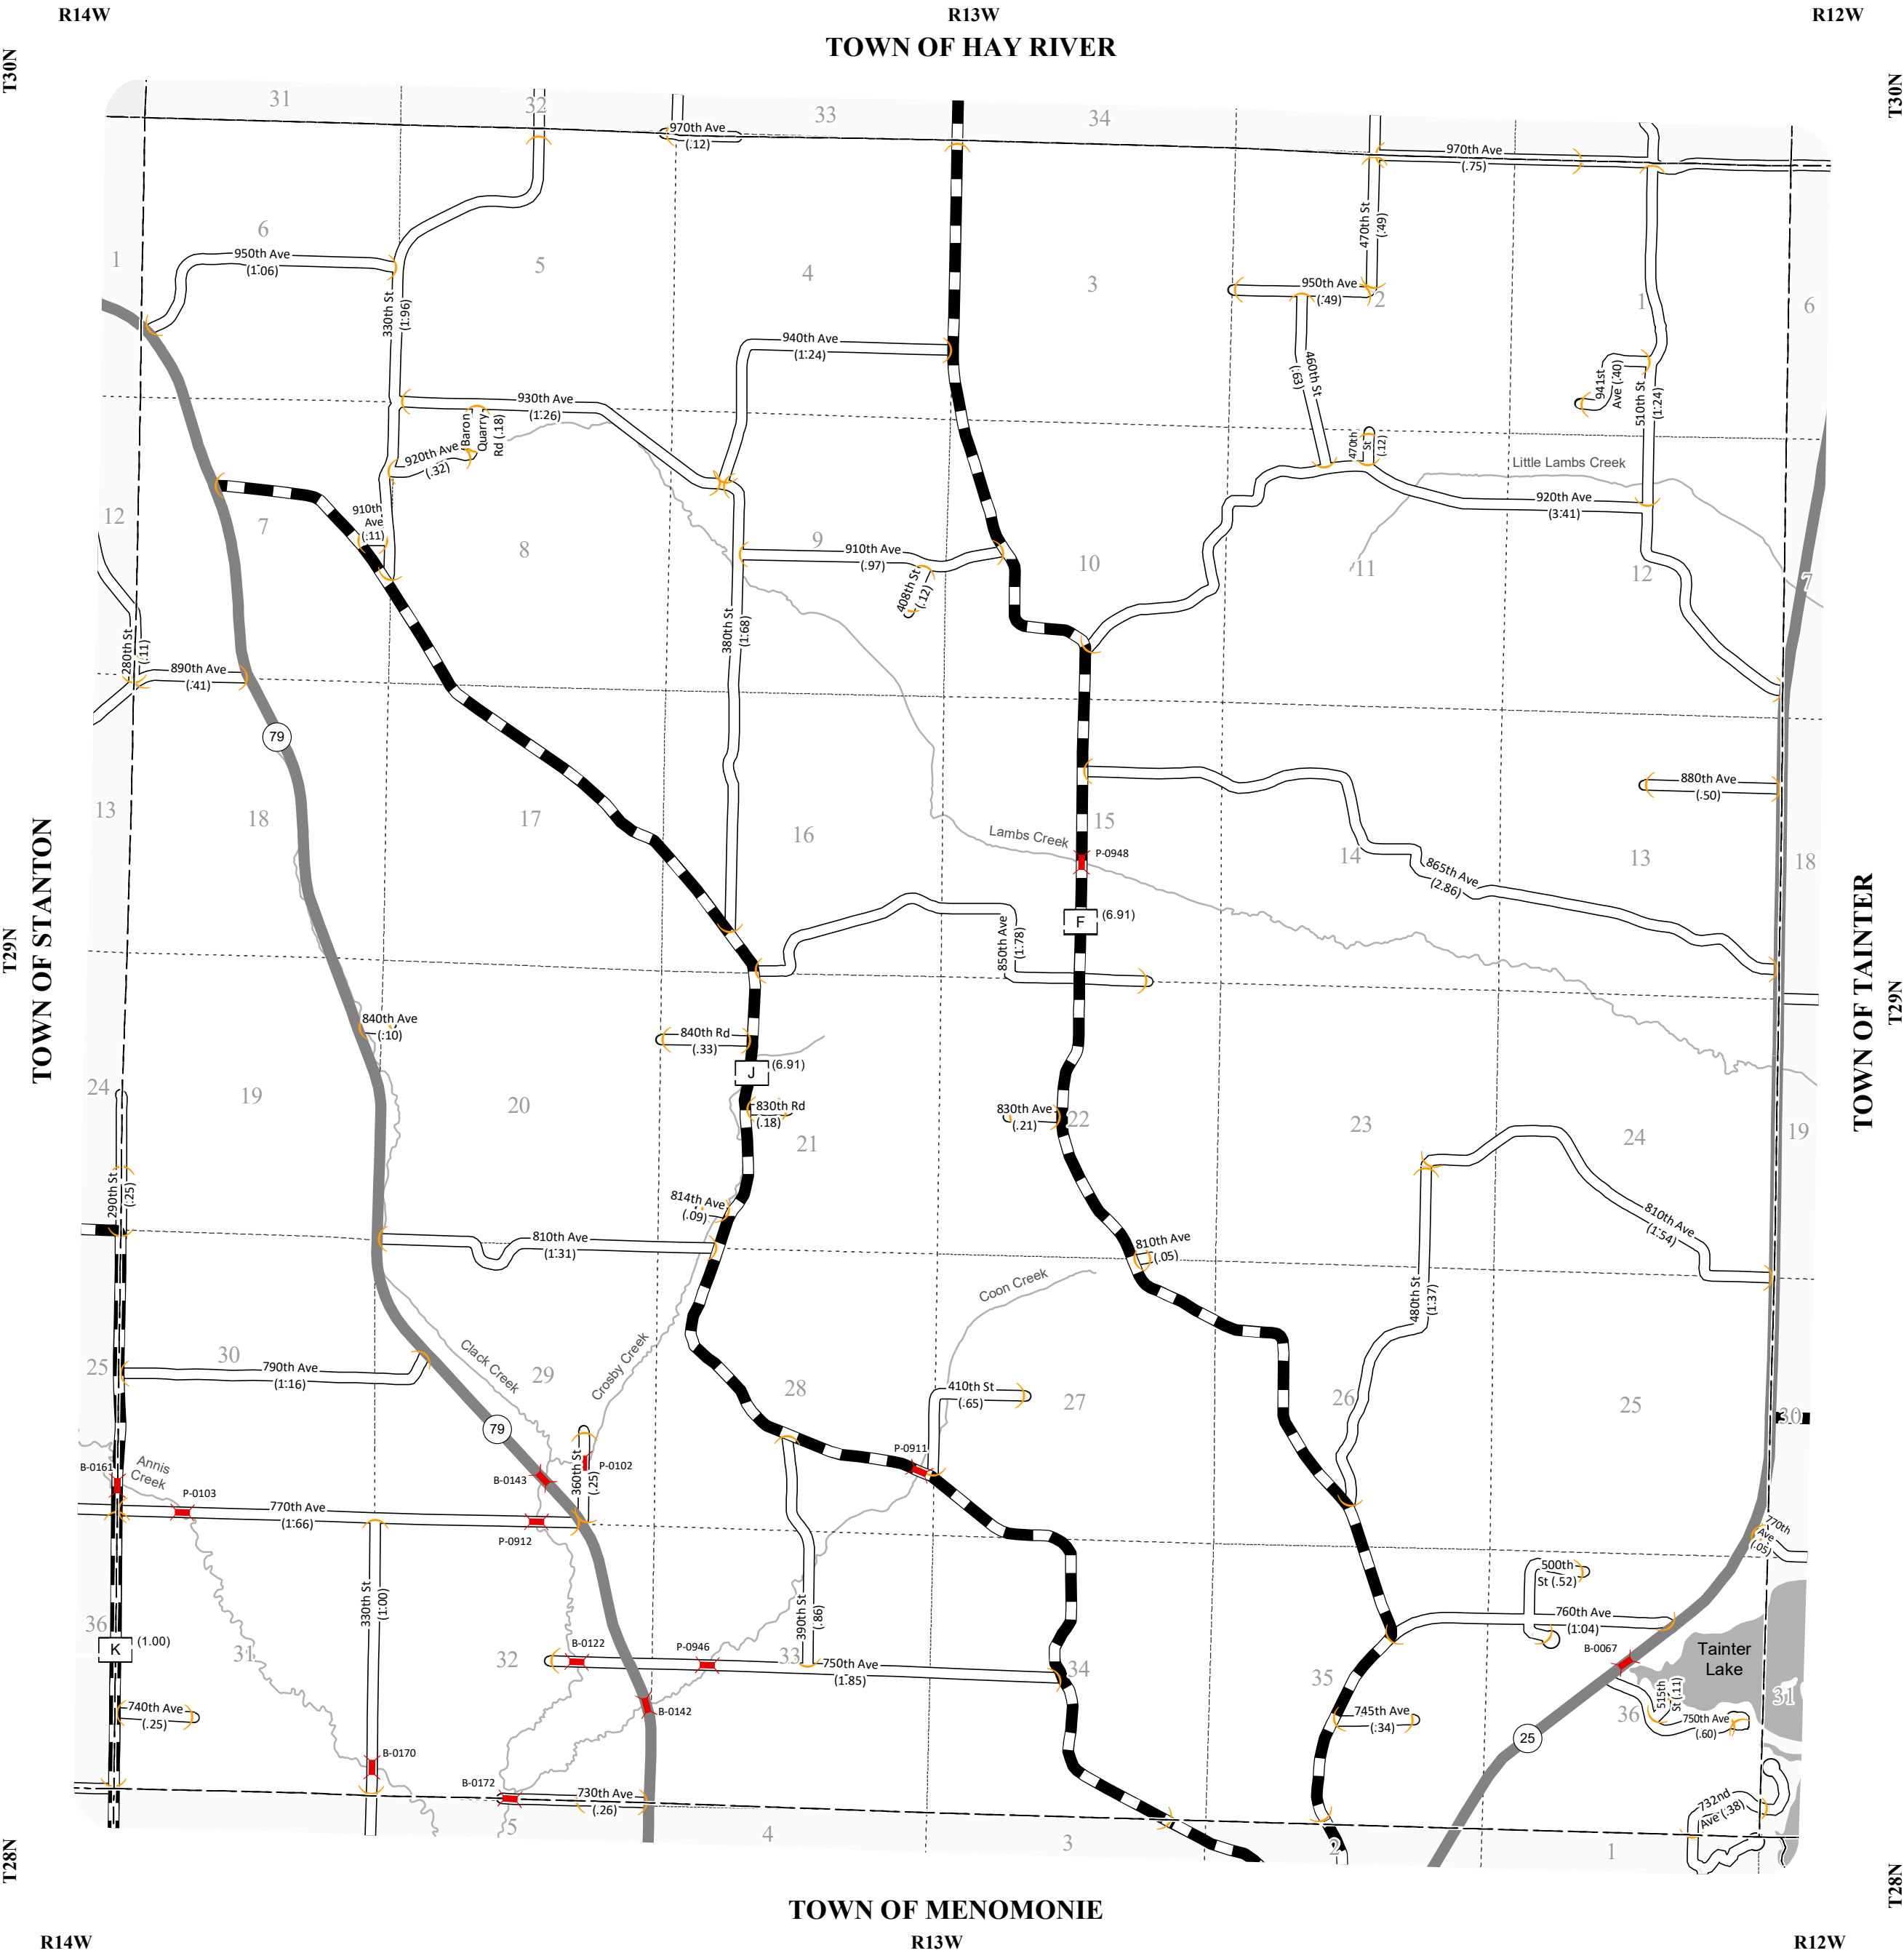 R14W R13W R12W
TOWN OF HAY RIVER
T30N T30N
31 32 33 34
970th Ave
(.12)
970th Ave
(.75)
6
950th Ave
(1.06)
1
5
4
3
470th St
(.49)
950th Ave
(.49)
2
1
6
330th St
(1.96)
940th Ave
(1.24)
460th St
(.63)
941st
Ave (.40)
510th St
(1.24)
930th Ave
(1.26)
Baron
Quarry
Rd (.18)
920th Ave
(.32)
470th
St
(.12)
Little Lambs Creek
920th Ave
(3.41)
12
7
910th
Ave
(.11)
8
9
910th Ave
(.97)
408th St
(.12)
10
11
12
7
280th St
(.11)
890th Ave
(.41)
380th St
(1.68)
79
880th Ave
(.50)
13
18
17
16
Lambs Creek
15
P-0948
14
865th Ave
(2.86)
13
18
TOWN OF STANTON
TOWN OF TAINTER
T29N
T29N
F
(6.91)
850th Ave
(1.78)
840th Ave
(.10)
840th Rd
(.33)
J
(6.91)
24
19
20
830th Rd
(.18)
21
830th Ave
(.21)
22
23
24
19
290th St
(.25)
814th Ave
(.09)
810th Ave
(1.31)
810th Ave
(.05)
810th Ave
(1.54)
Coon Creek
480th St
(1.37)
25
30
790th Ave
(1.16)
Clack Creek
29
Crosby Creek
28
410th St
(.65)
27
26
25
30
79
B-0161
Annis
Creek
P-0103
B-0143
360th St
(.25)
P-0102
P-0911
770th Ave
(1.66)
P-0912
770th
Ave
(.05)
500th
St (.52)
330th St
(1.00)
390th St
(.86)
760th Ave
(1.04)
36
K
(1.00)
31
32
B-0122
P-0946
33
750th Ave
(1.85)
34
35
B-0067
Tainter
Lake
515th
St (.11)
31
740th Ave
(.25)
B-0142
745th Ave
(.34)
36
750th Ave
(.60)
25
B-0170
B-0172
730th Ave
(.26)
732nd
Ave (.38)
5
4
3
2
1
T28N T28N
TOWN OF MENOMONIE
R14W R13W R12W